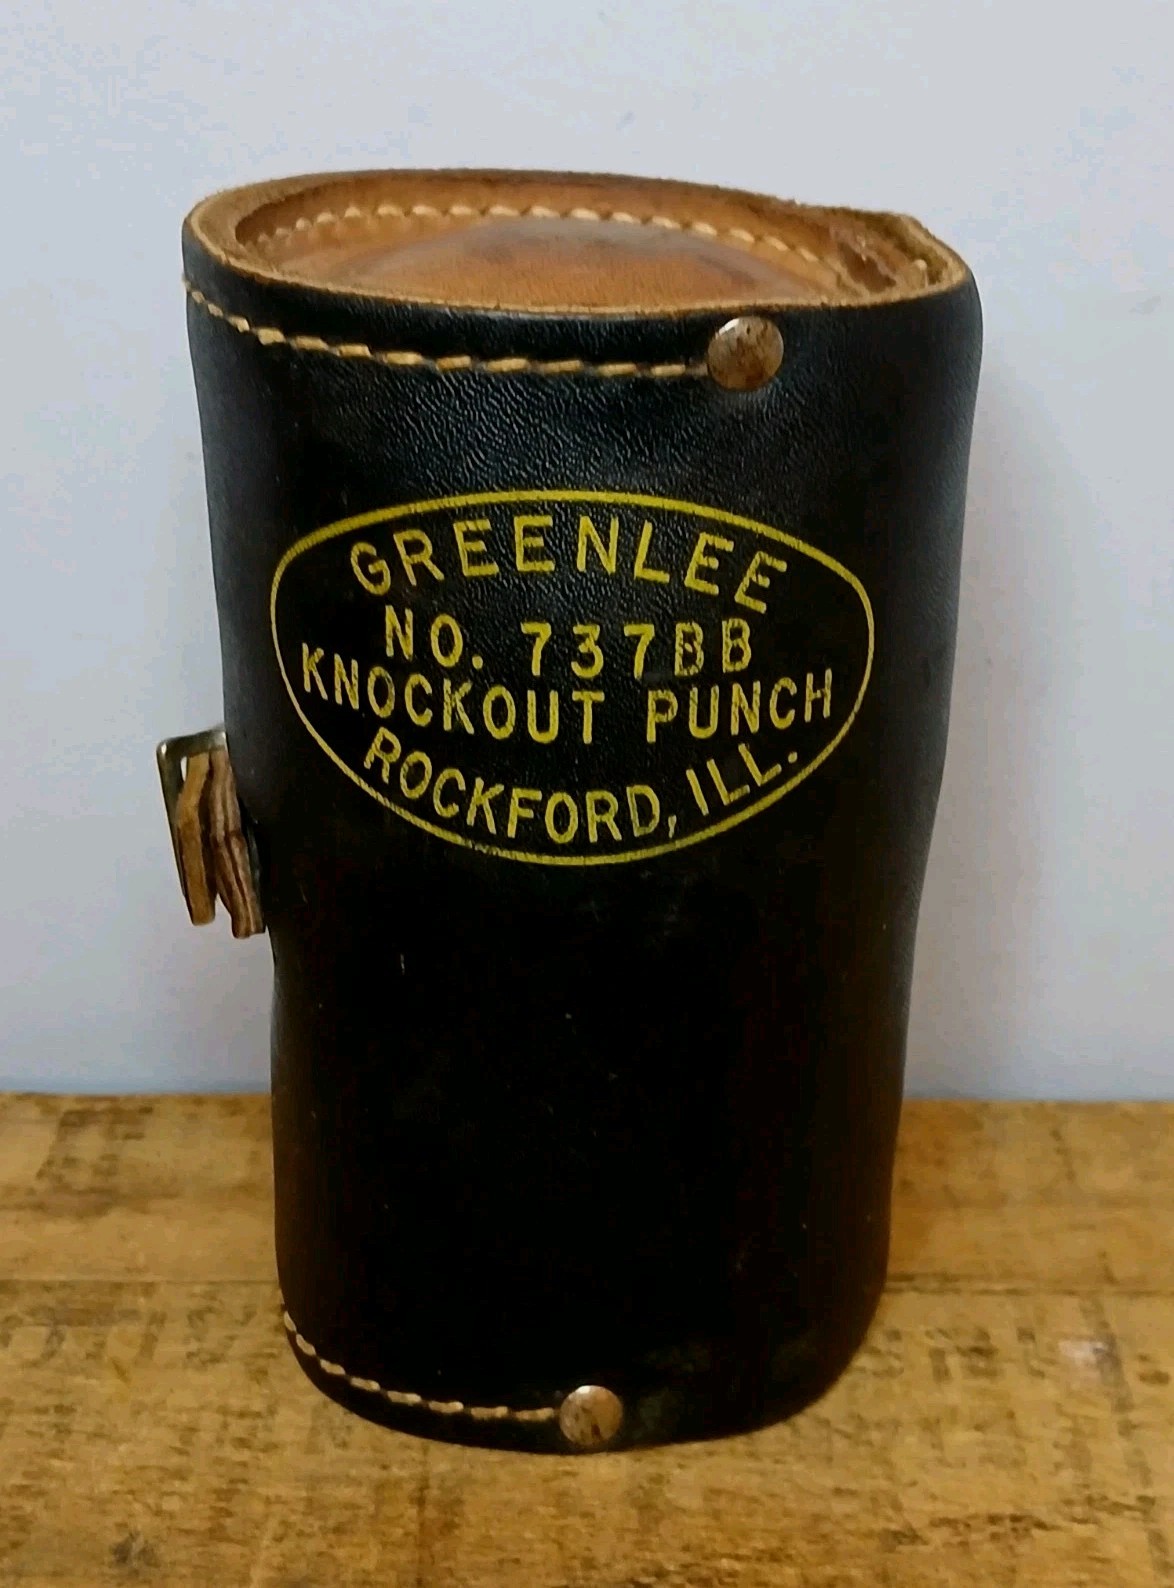 GREENLEE
NO. 737BB
KNOCKOUT PUNCH
ROCKFORD, ILL.